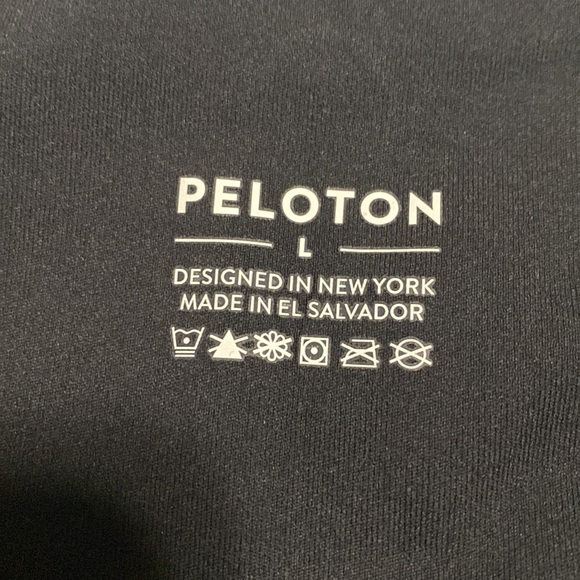 PELOTON
L
DESIGNED IN NEW YORK
MADE IN EL SALVADOR